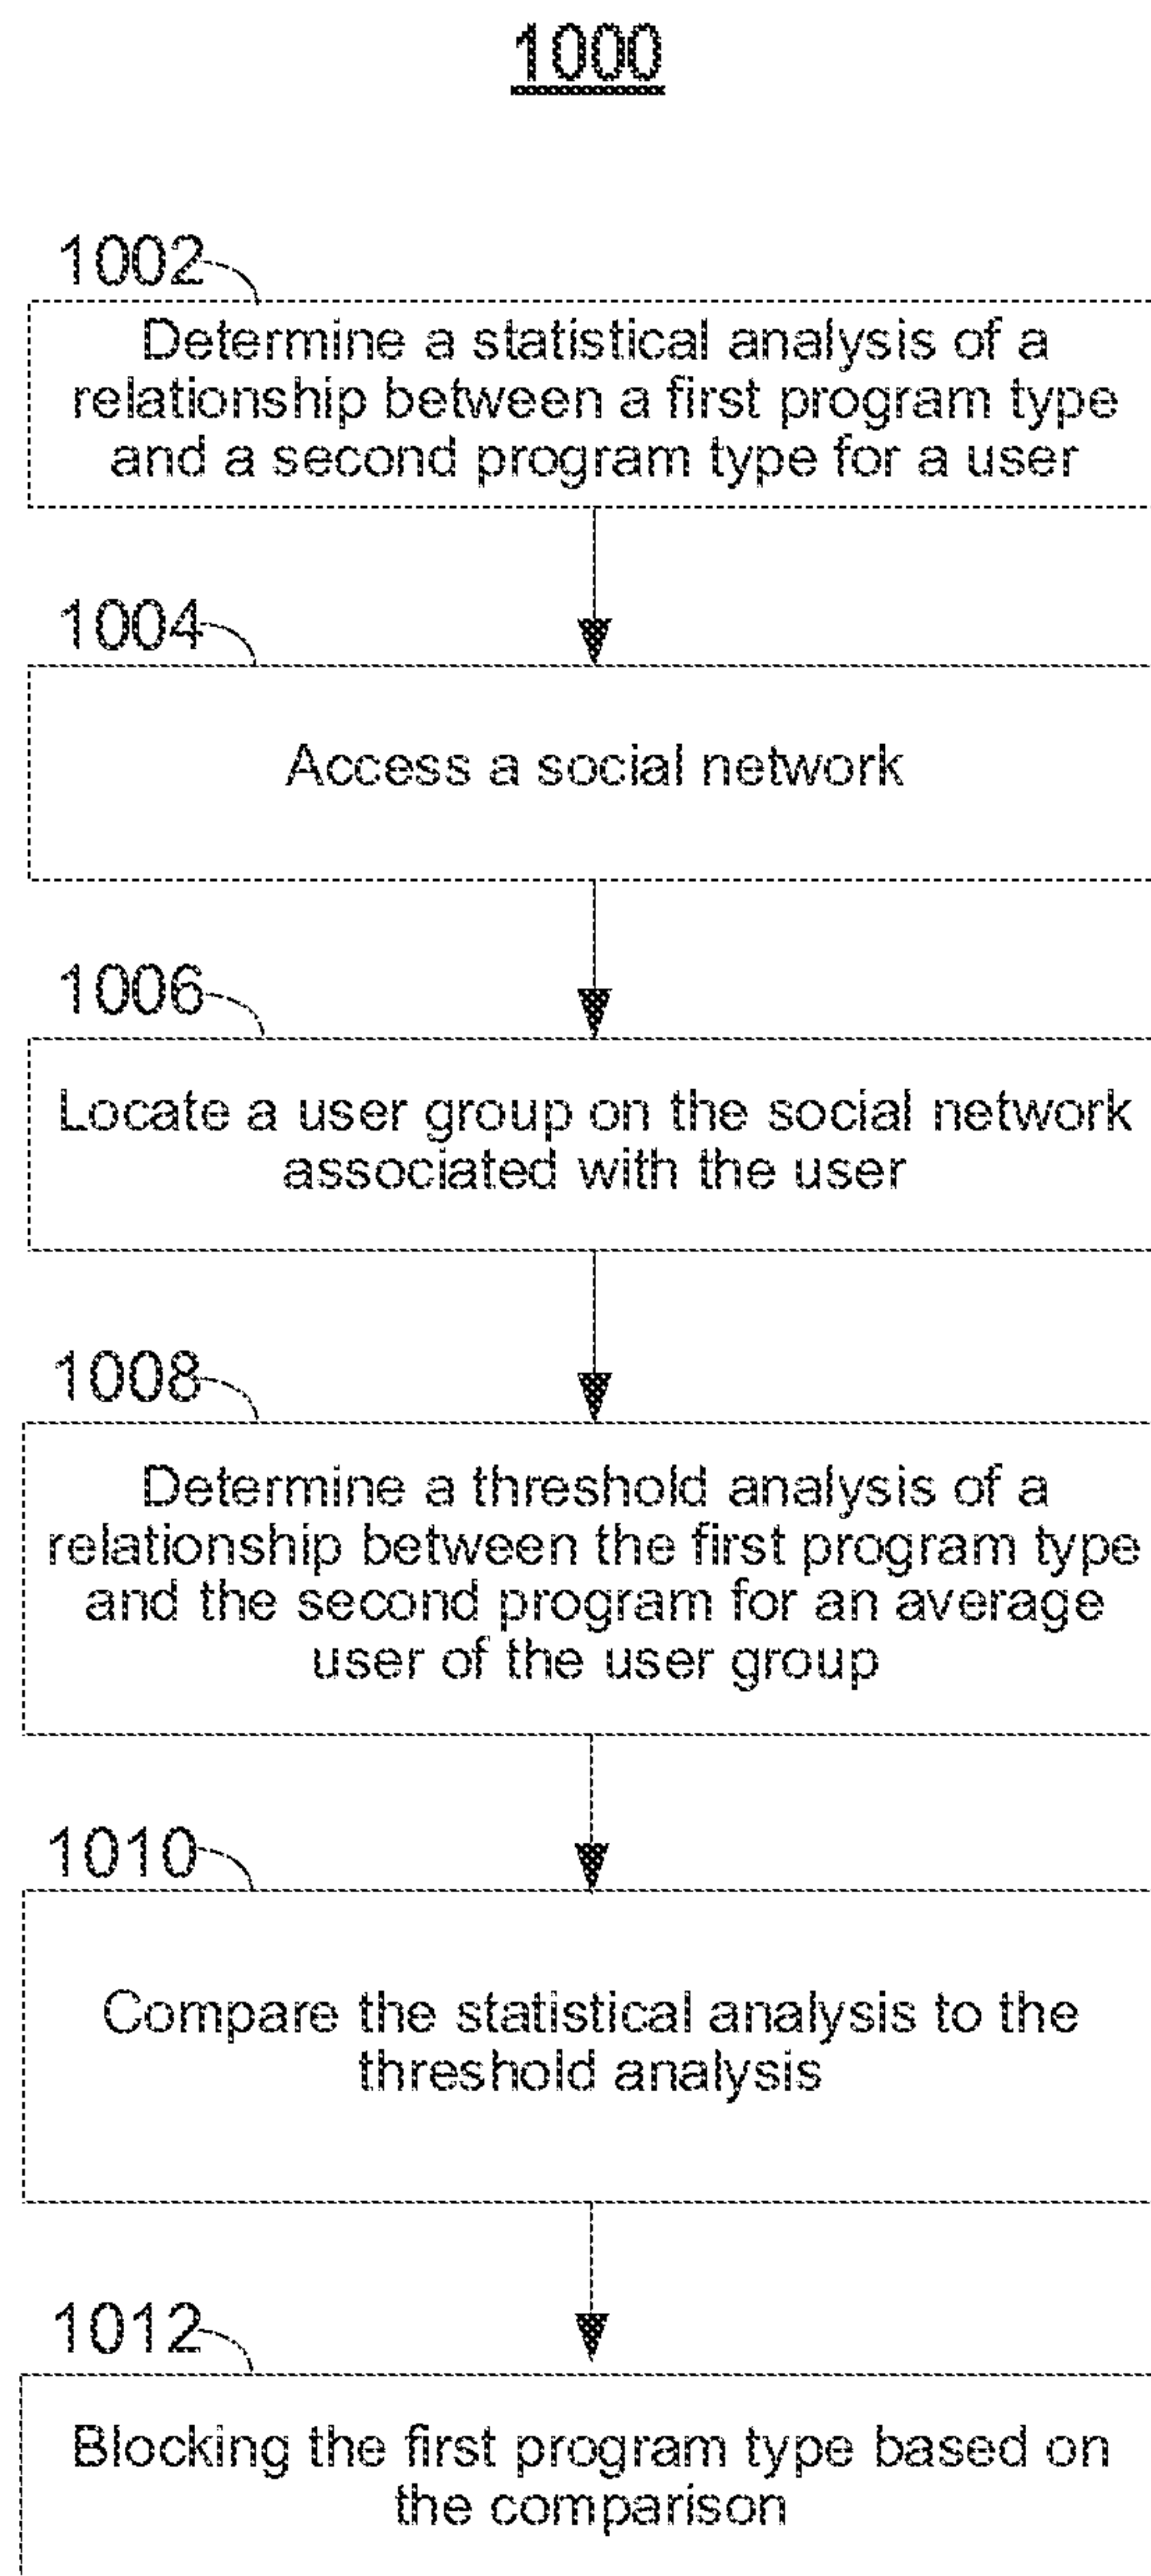 1000
1002
Determine a statistical analysis of a
relationship between a first program type
and a second program type for a user
1004
Access a social network
1006
Locate a user group on the social network
associated with the user
1008
Determine a threshold analysis of a
relationship between the first program type
and the second program for an average
user of the user group
1010
Compare the statistical analysis to the
threshold analysis
1012
Blocking the first program type based on
the comparison